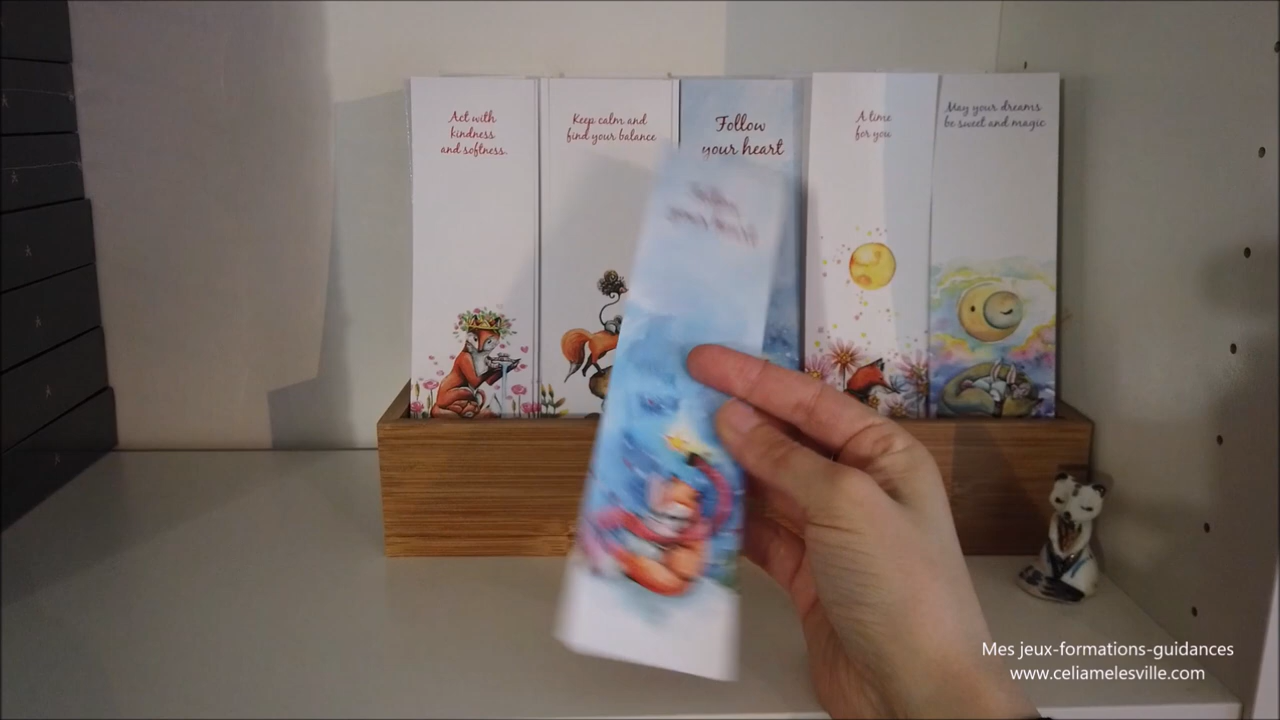 Act with
kindness
and softness.
Keep calm and
find your balance
Follow
your heart
A time
for you
May your dreams
be sweet and magic
Mes jeux-formations-guidances
www.celiamelesville.com